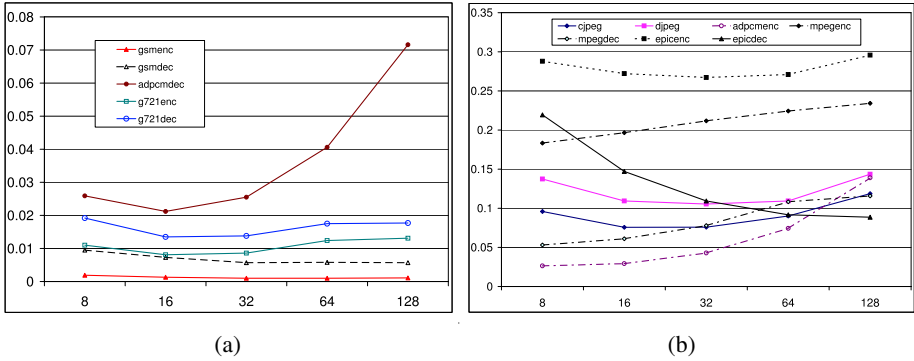 0.08
0.07
0.06
0.05
0.04
0.03
0.02
0.01
0
gsmenc
gsmdec
adpcmdec
g721enc
g721dec
8 16 32 64 128
(a)
0.35
0.3
0.25
0.2
0.15
0.1
0.05
0
cjpeg djpeg adpcmenc mpegenc
mpegdec epicenc epicdec
8 16 32 64 128
(b)